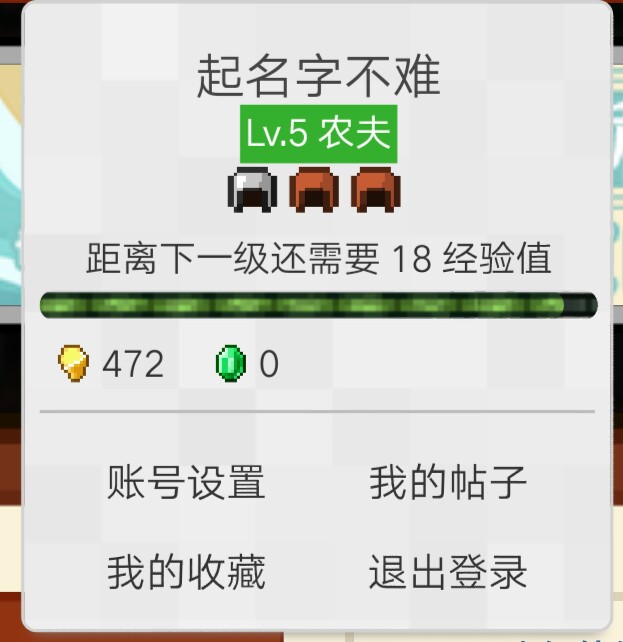 起名字不难
Lv.5 农夫
距离下一级还需要 18 经验值
472 0
账号设置 我的帖子
我的收藏 退出登录